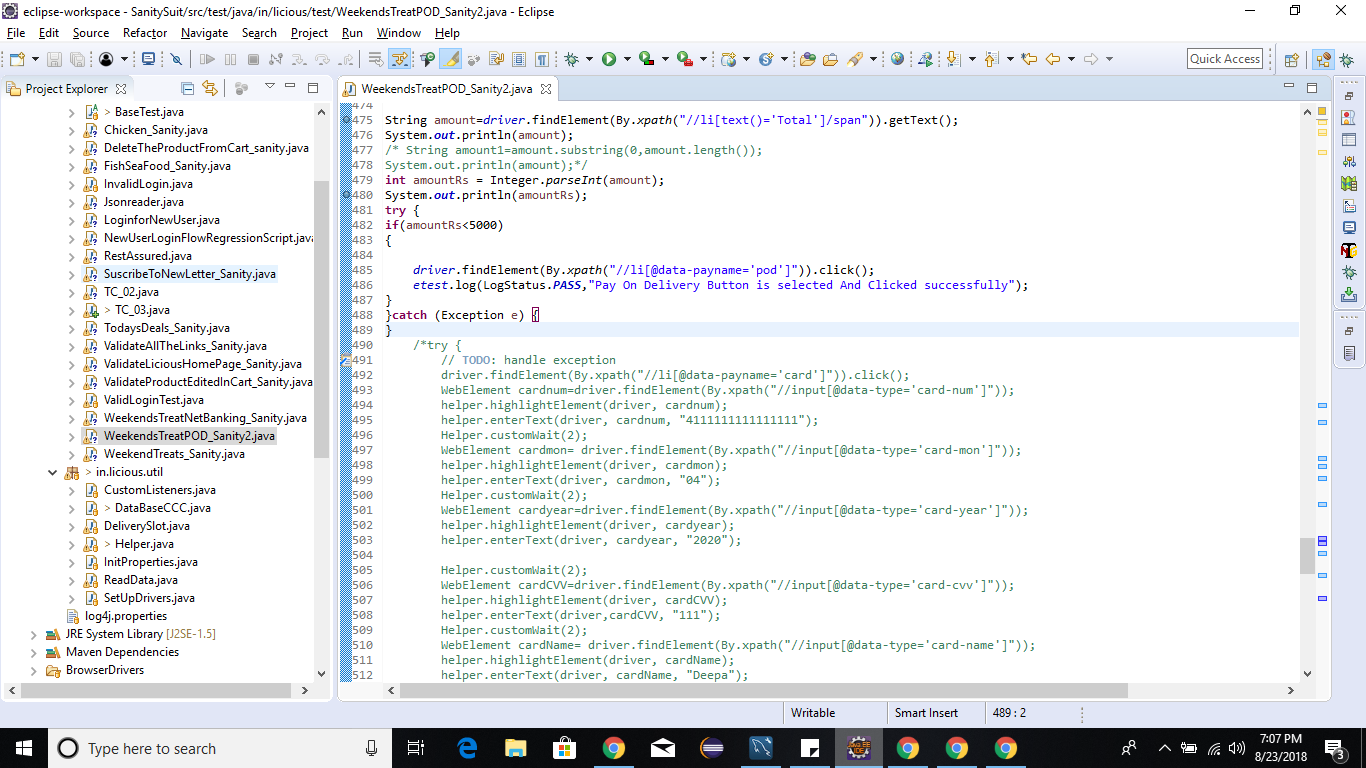 eclipse-workspace - SanitySuit/src/test/java/in/licious/test/WeekendsTreatPOD_Sanity2.java - Eclipse
File Edit Source Refactor Navigate Search Project Run Window Help
Quick Access
Project Explorer
> BaseTest.java
Chicken_Sanity.java
DeleteTheProductFromCart_sanity.java
FishSeaFood_Sanity.java
InvalidLogin.java
Jsonreader.java
LoginforNewUser.java
NewUserLoginFlowRegressionScript.java
RestAssured.java
SuscribeToNewLetter_Sanity.java
TC_02.java
> TC_03.java
TodaysDeals_Sanity.java
ValidateAllTheLinks_Sanity.java
ValidateLiciousHomePage_Sanity.java
ValidateProductEditedInCart_Sanity.java
ValidLoginTest.java
WeekendsTreatNetBanking_Sanity.java
WeekendsTreatPOD_Sanity2.java
WeekendTreats_Sanity.java
> in.licious.util
CustomListeners.java
> DataBaseCCC.java
DeliverySlot.java
> Helper.java
InitProperties.java
ReadData.java
SetUpDrivers.java
log4j.properties
JRE System Library [J2SE-1.5]
Maven Dependencies
BrowserDrivers
WeekendsTreatPOD_Sanity2.java
474
475 String amount=driver.findElement(By.xpath("//li[text()='Total']/span")).getText();
476 System.out.println(amount);
477 /* String amount1=amount.substring(0,amount.length());
478 System.out.println(amount);*/
479 int amountRs = Integer.parseInt(amount);
480 System.out.println(amountRs);
481 try {
482 if(amountRs<5000)
483 {
484
485 driver.findElement(By.xpath("//li[@data-payname='pod']")).click();
486 etest.log(LogStatus.PASS,"Pay On Delivery Button is selected And Clicked successfully");
487 }
488 }catch (Exception e) {
489 }
490 /*try {
491 // TODO: handle exception
492 driver.findElement(By.xpath("//li[@data-payname='card']")).click();
493 WebElement cardnum=driver.findElement(By.xpath("//input[@data-type='card-num']"));
494 helper.highlightElement(driver, cardnum);
495 helper.enterText(driver, cardnum, "4111111111111111");
496 Helper.customWait(2);
497 WebElement cardmon= driver.findElement(By.xpath("//input[@data-type='card-mon']"));
498 helper.highlightElement(driver, cardmon);
499 helper.enterText(driver, cardmon, "04");
500 Helper.customWait(2);
501 WebElement cardyear=driver.findElement(By.xpath("//input[@data-type='card-year']"));
502 helper.highlightElement(driver, cardyear);
503 helper.enterText(driver, cardyear, "2020");
504
505 Helper.customWait(2);
506 WebElement cardCVV=driver.findElement(By.xpath("//input[@data-type='card-cvv']"));
507 helper.highlightElement(driver, cardCVV);
508 helper.enterText(driver,cardCVV, "111");
509 Helper.customWait(2);
510 WebElement cardName= driver.findElement(By.xpath("//input[@data-type='card-name']"));
511 helper.highlightElement(driver, cardName);
512 helper.enterText(driver, cardName, "Deepa");
Writable Smart Insert 489 : 2
Type here to search
7:07 PM
8/23/2018
3